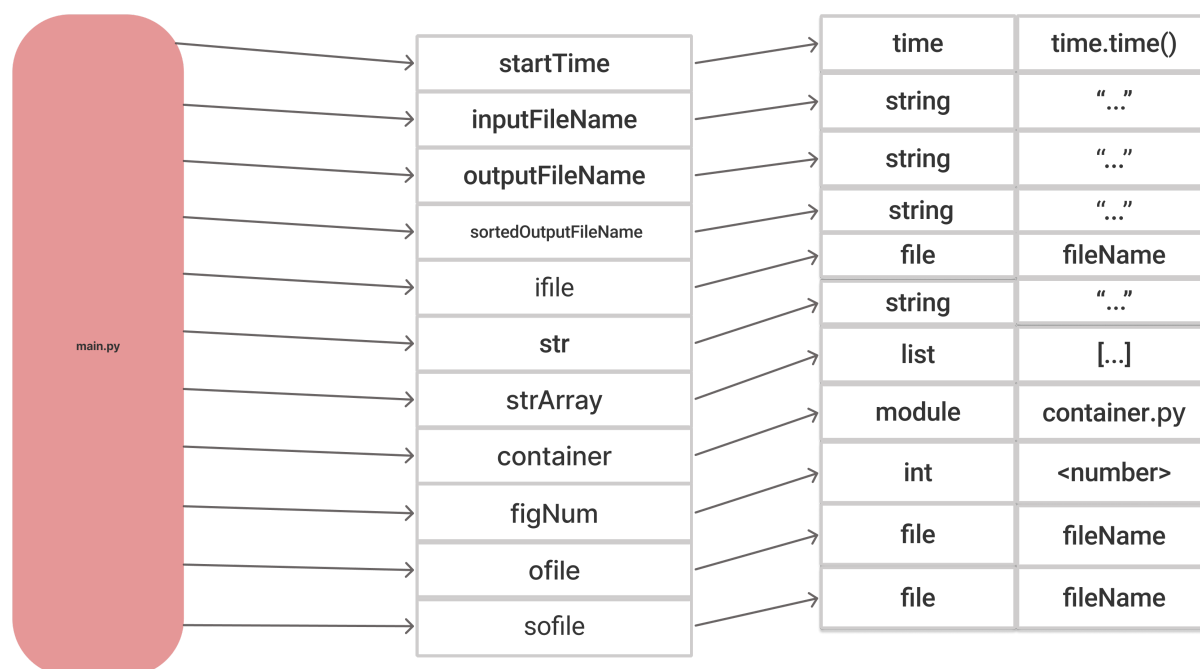 main.py
startTime
inputFileName
outputFileName
sortedOutputFileName
ifile
str
strArray
container
figNum
ofile
sofile
time time.time()
string “...”
string “...”
string “...”
file fileName
string “...”
list [...]
module container.py
int <number>
file fileName
file fileName